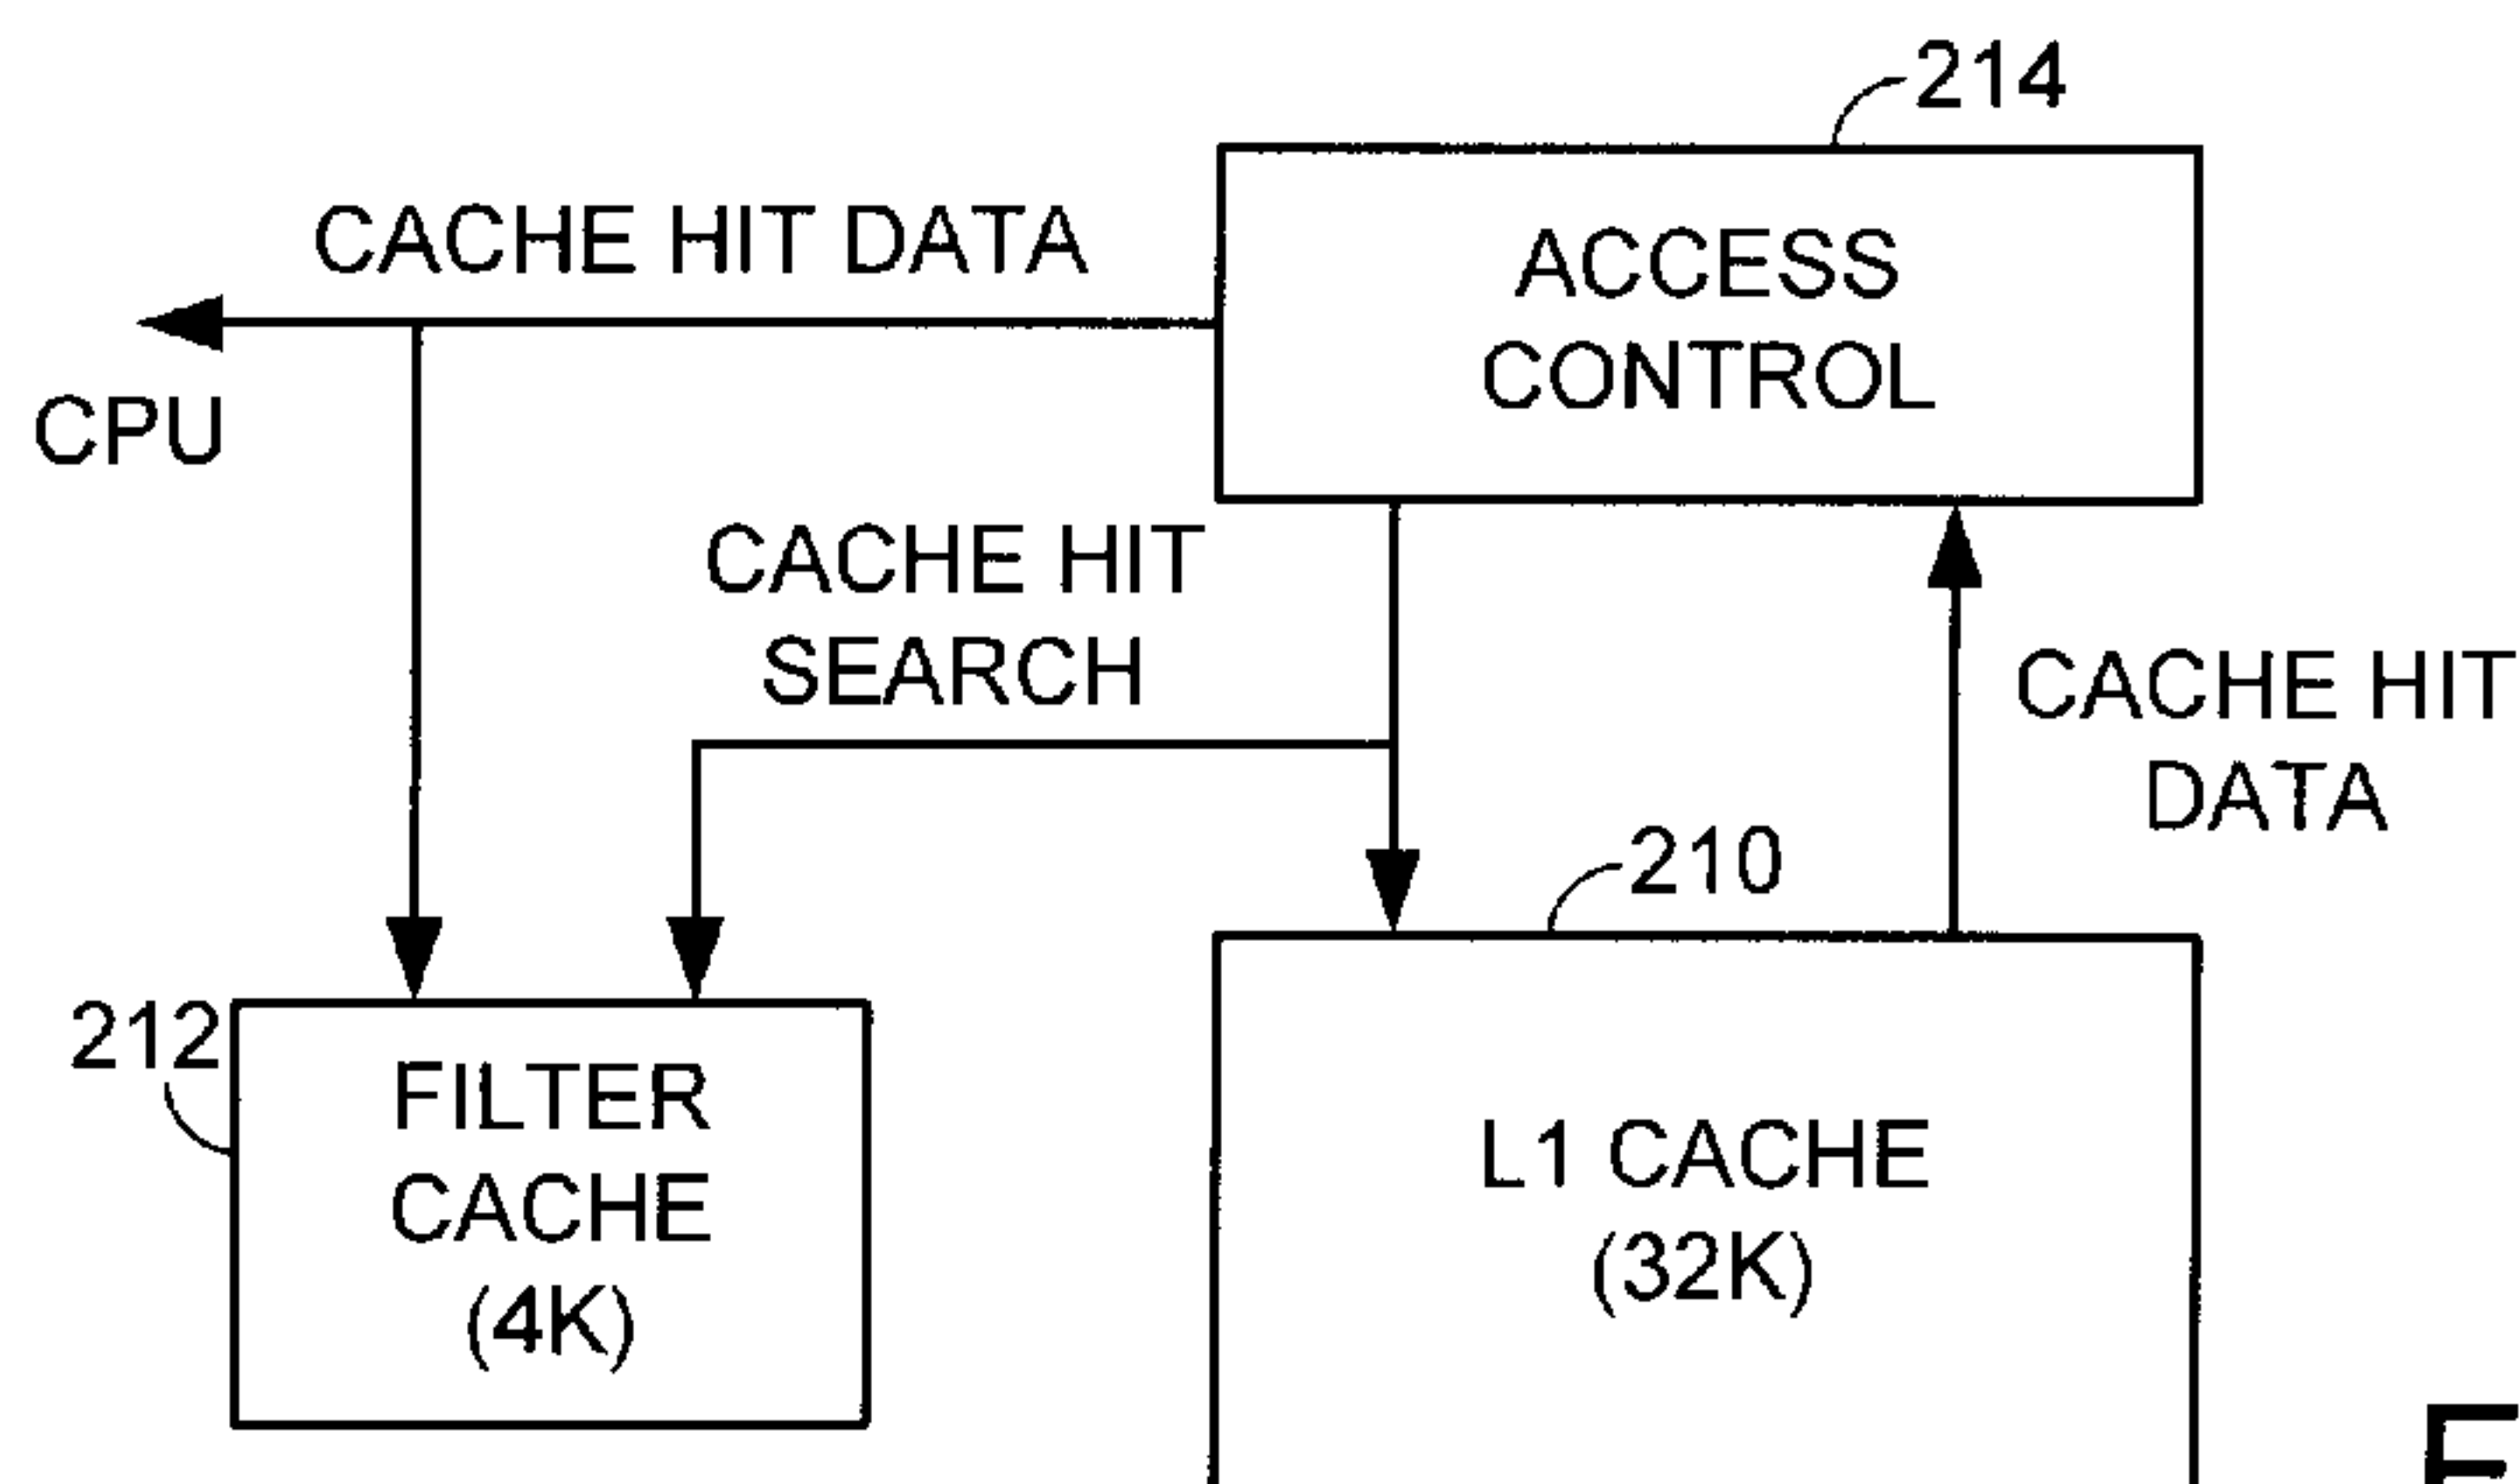 214
CACHE HIT DATA
ACCESS
CONTROL
CPU
CACHE HIT
SEARCH
CACHE HIT
DATA
210
212
FILTER
CACHE
(4K)
L1 CACHE
(32K)